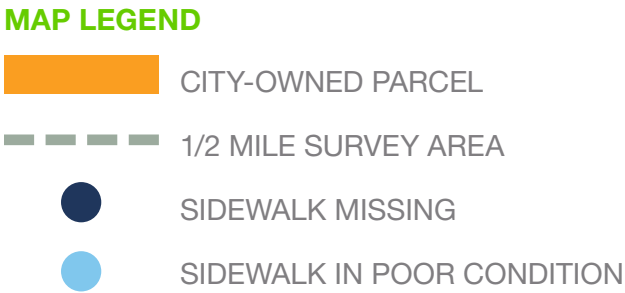 MAP LEGEND
CITY-OWNED PARCEL
1/2 MILE SURVEY AREA
SIDEWALK MISSING
SIDEWALK IN POOR CONDITION